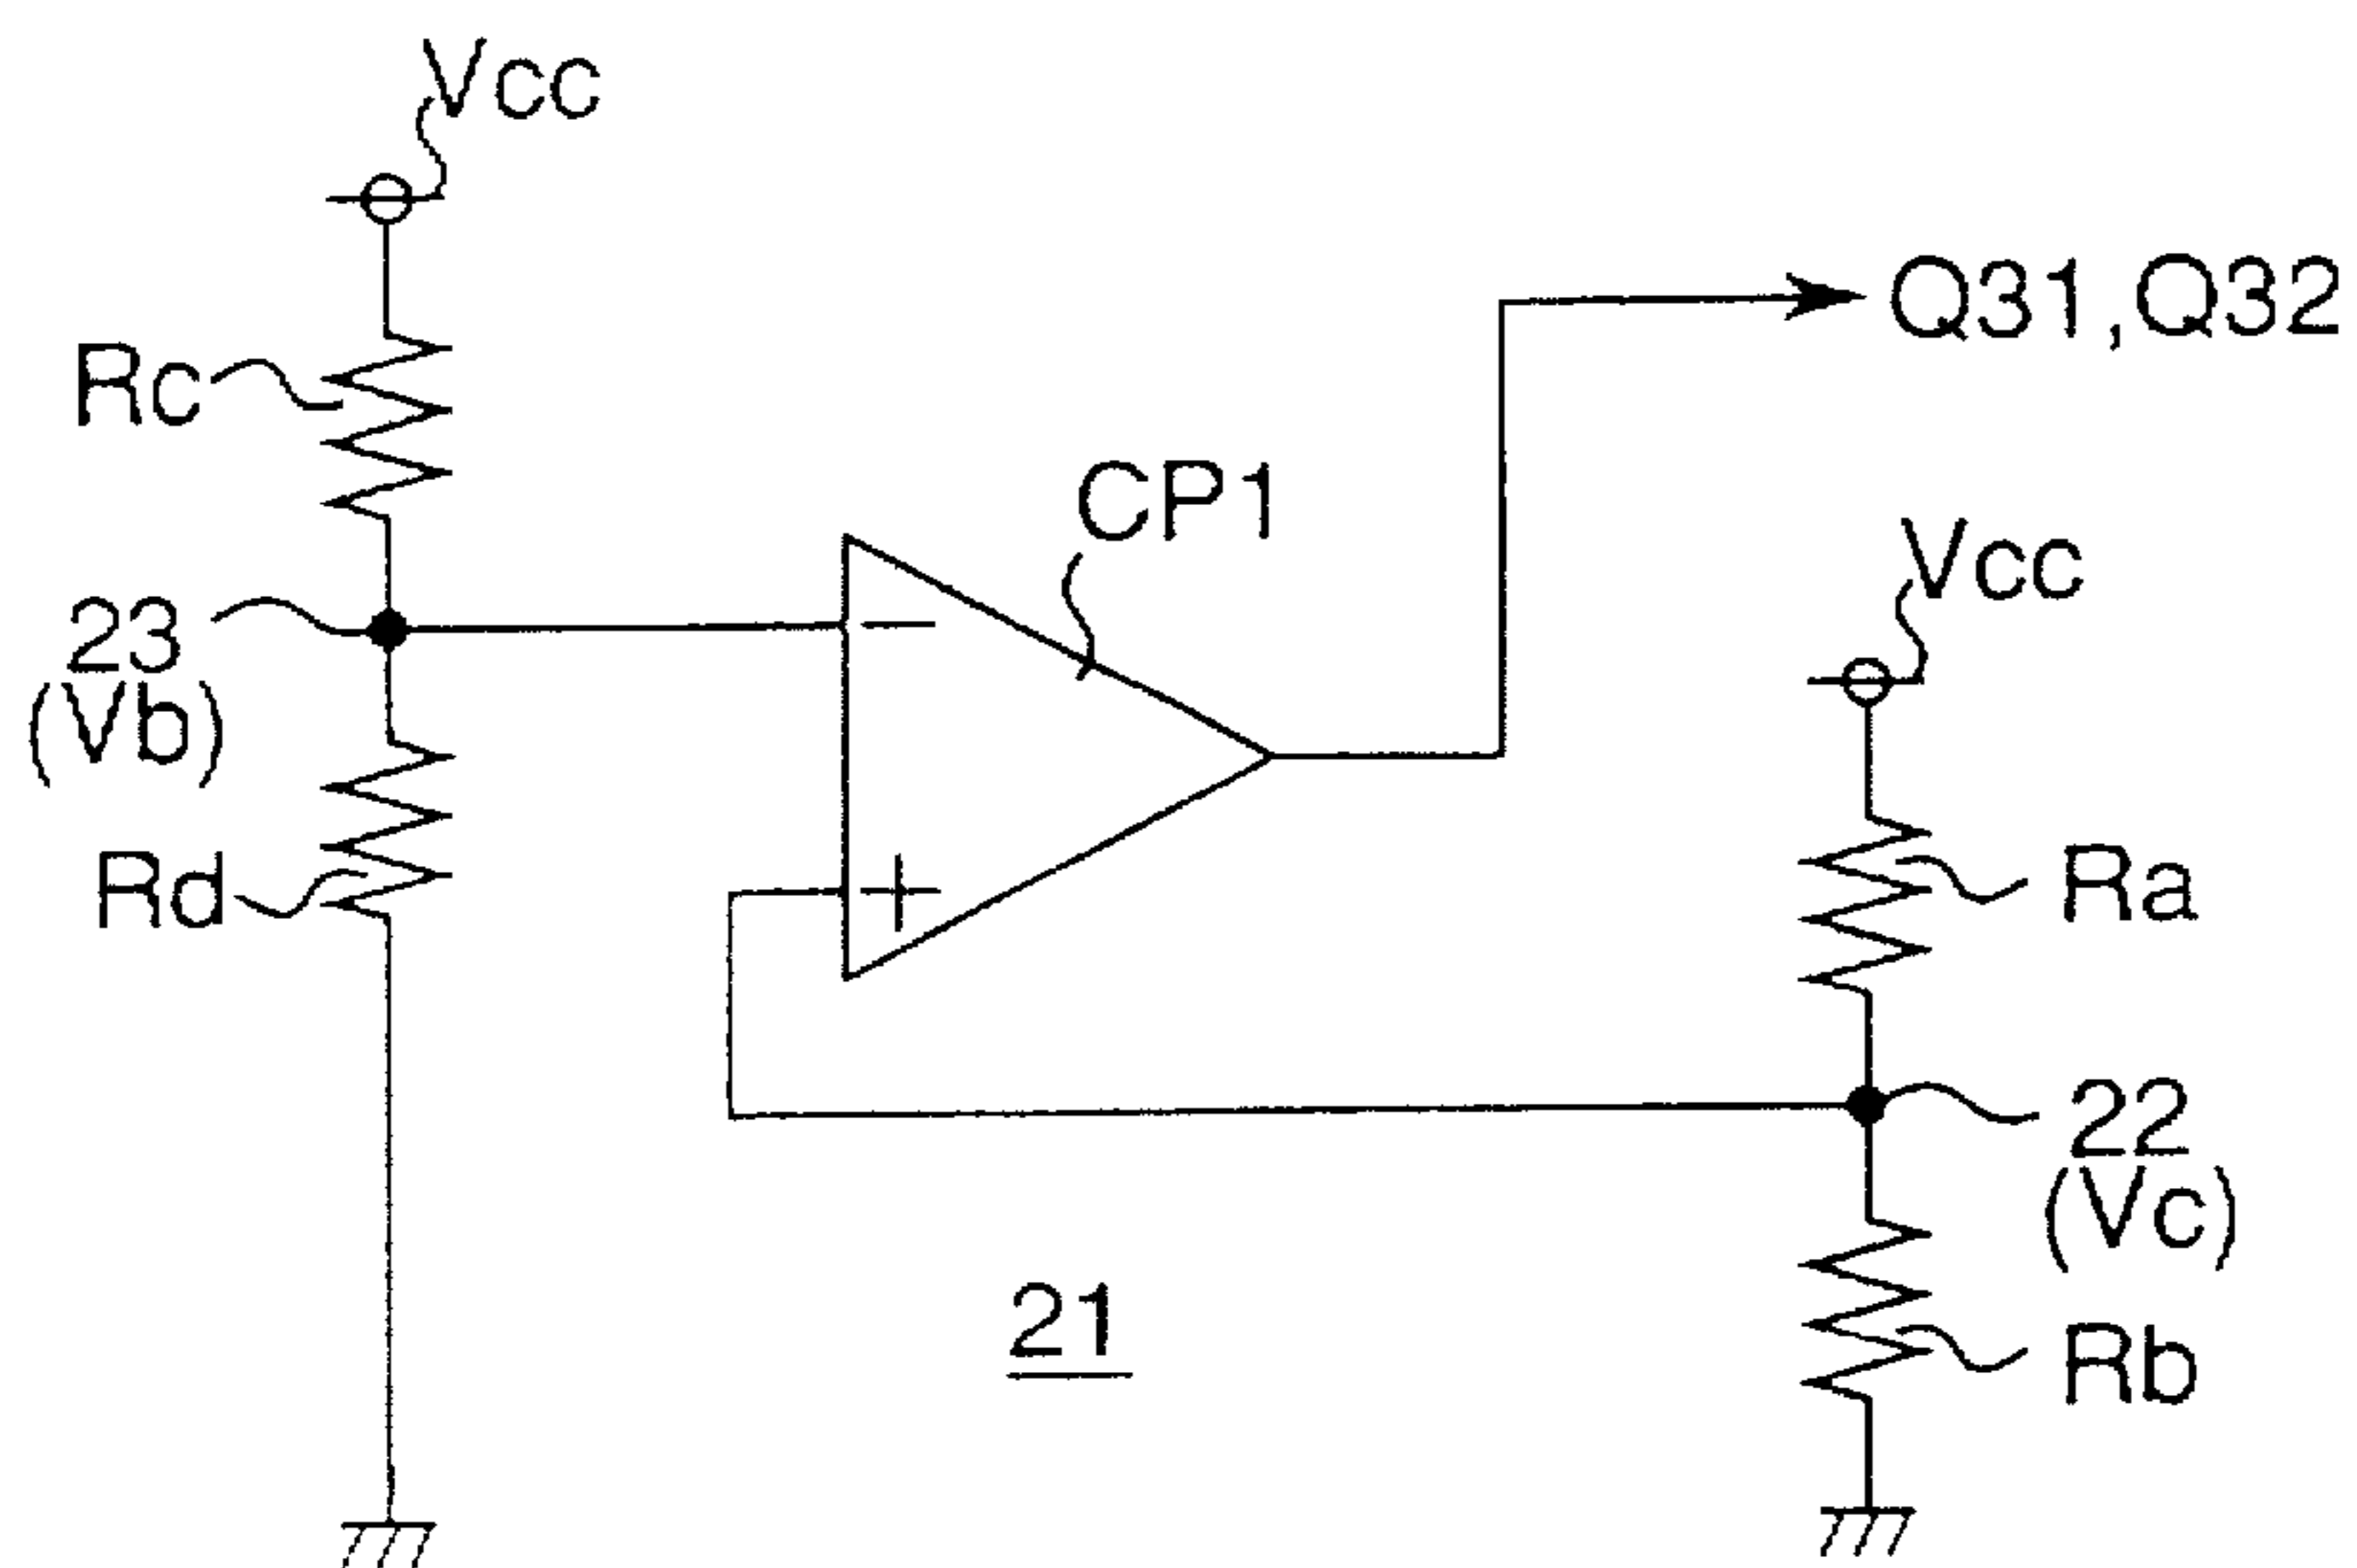 Vcc
Q31,Q32
Rc
CP1
Vcc
23
(Vb)
−
Rd
+
Ra
22
(Vc)
21
Rb